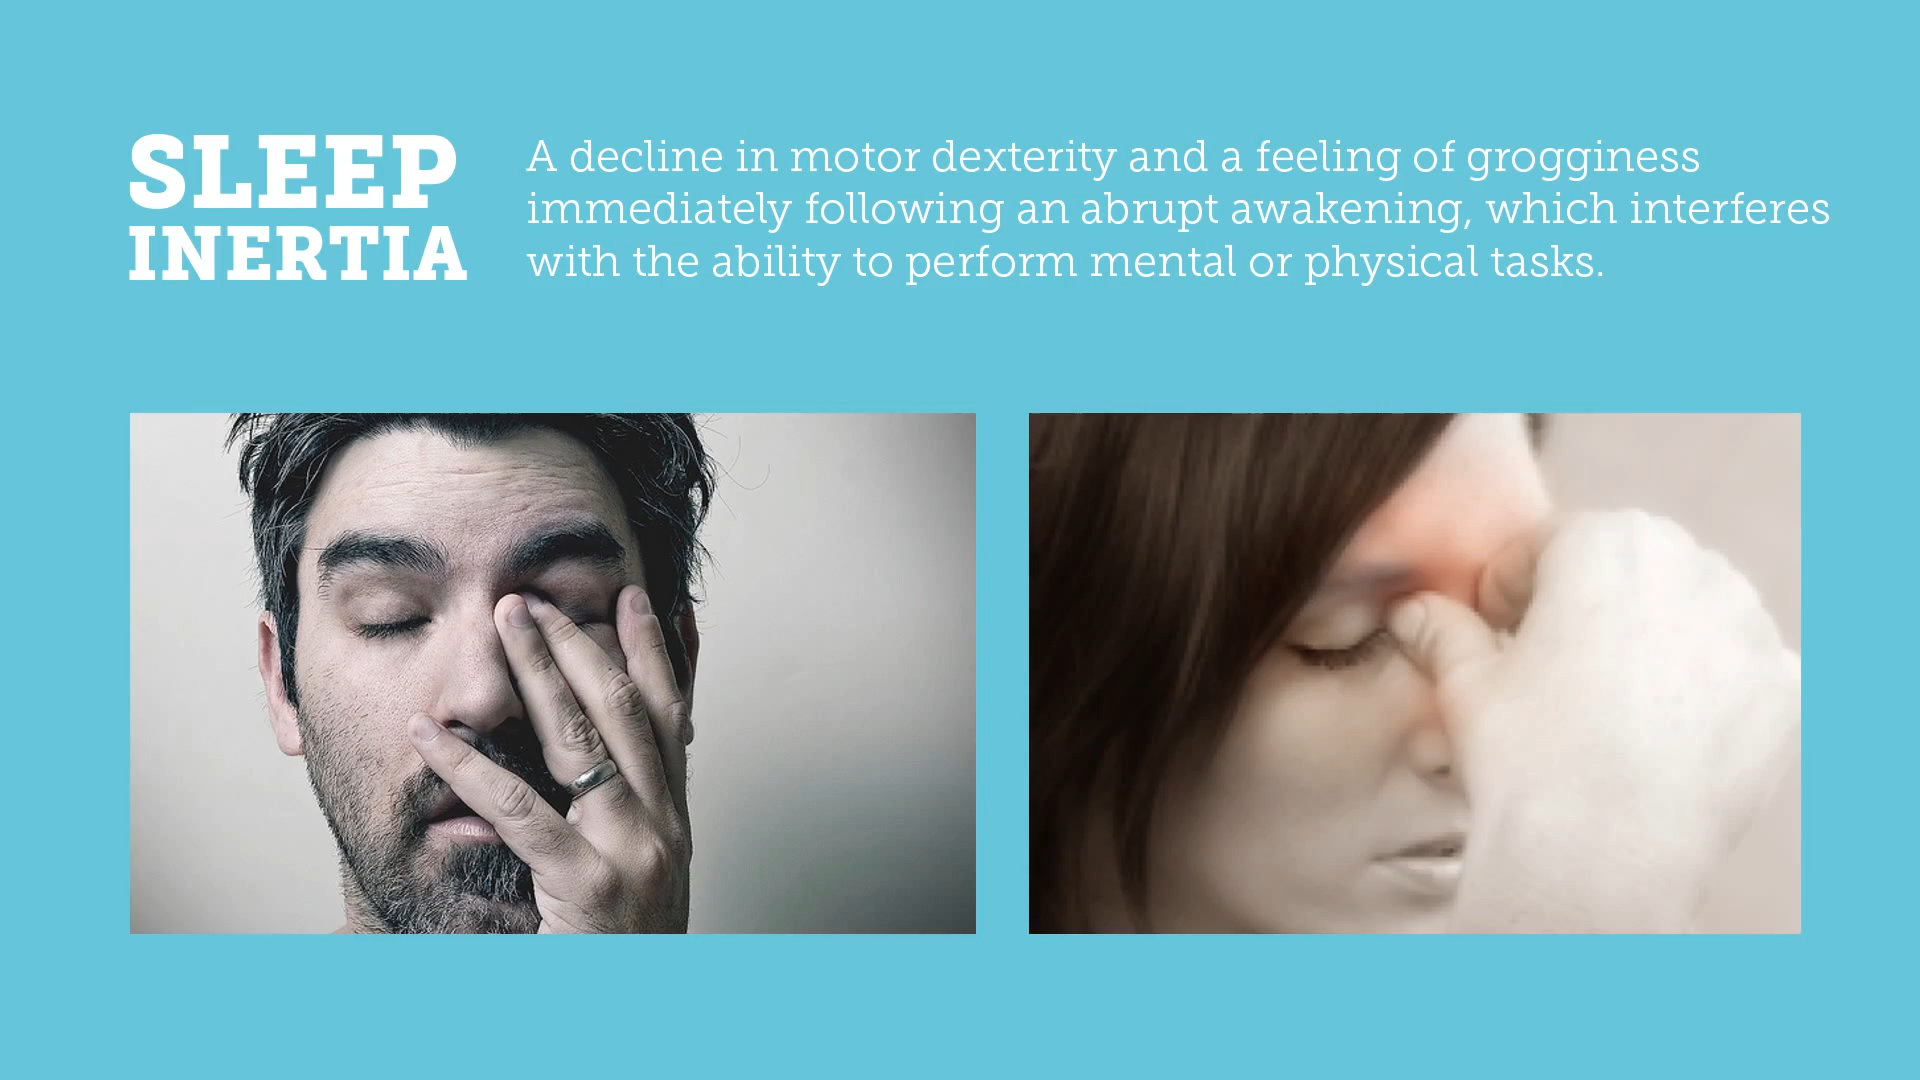 SLEEP
INERTIA
A decline in motor dexterity and a feeling of grogginess
immediately following an abrupt awakening, which interferes
with the ability to perform mental or physical tasks.